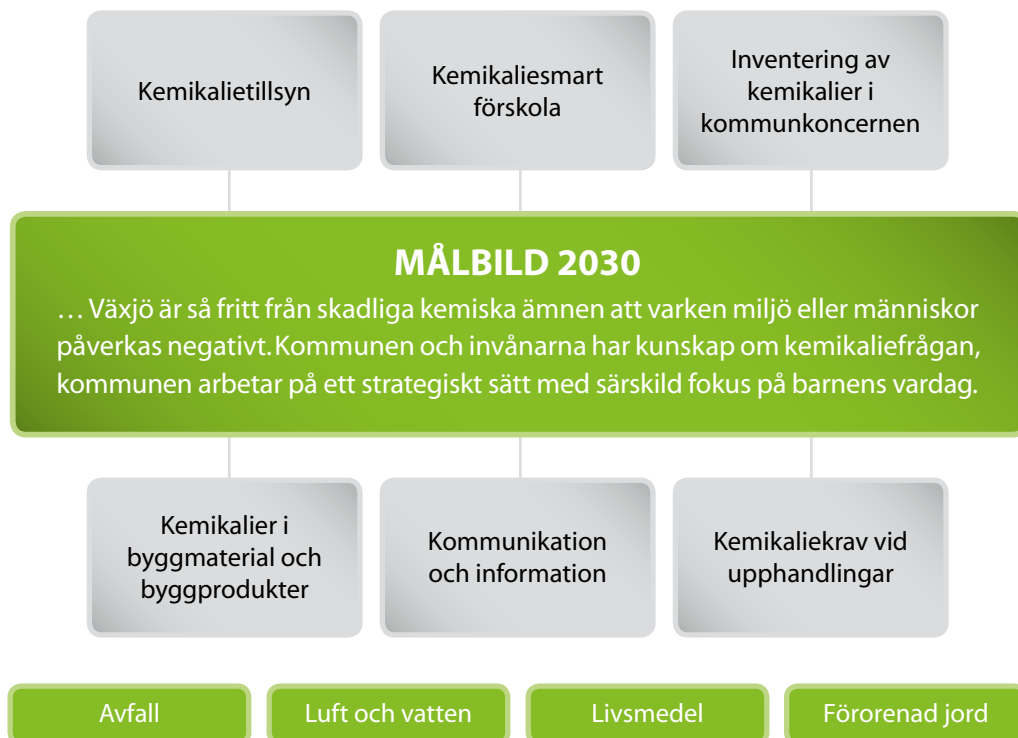 Kemikalietillsyn
Kemikaliesmart
förskola
Inventering av
kemikalier i
kommunkoncernen
MÅLBILD 2030
… Växjö är så fritt från skadliga kemiska ämnen att varken miljö eller människor
påverkas negativt. Kommunen och invånarna har kunskap om kemikaliefrågan,
kommunen arbetar på ett strategiskt sätt med särskild fokus på barnens vardag.
Kemikalier i
byggmaterial och
byggprodukter
Kommunikation
och information
Kemikaliekrav vid
upphandlingar
Avfall
Luft och vatten
Livsmedel
Förorenad jord